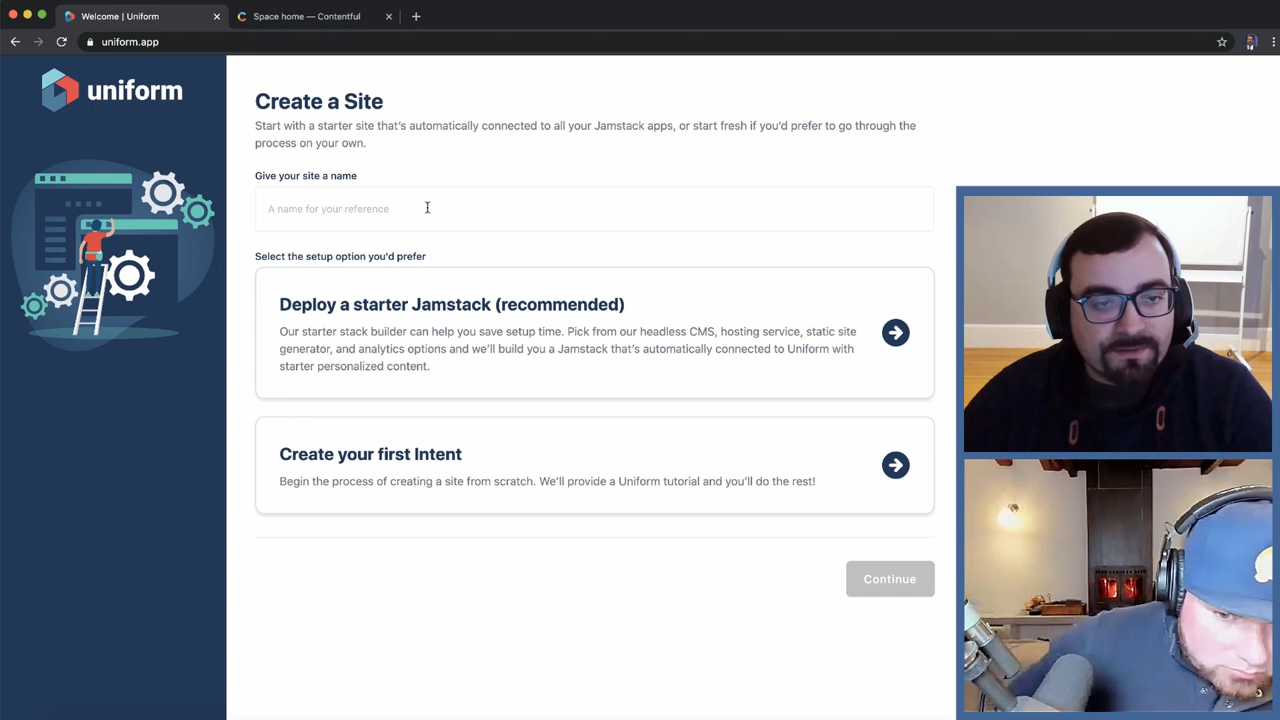 Welcome | Uniform
Space home — Contentful
uniform.app
uniform
Create a Site
Start with a starter site that's automatically connected to all your Jamstack apps, or start fresh if you'd prefer to go through the
process on your own.
Give your site a name
A name for your reference
Select the setup option you'd prefer
Deploy a starter Jamstack (recommended)
Our starter stack builder can help you save setup time. Pick from our headless CMS, hosting service, static site
generator, and analytics options and we'll build you a Jamstack that's automatically connected to Uniform with
starter personalized content.
Create your first Intent
Begin the process of creating a site from scratch. We'll provide a Uniform tutorial and you'll do the rest!
Continue